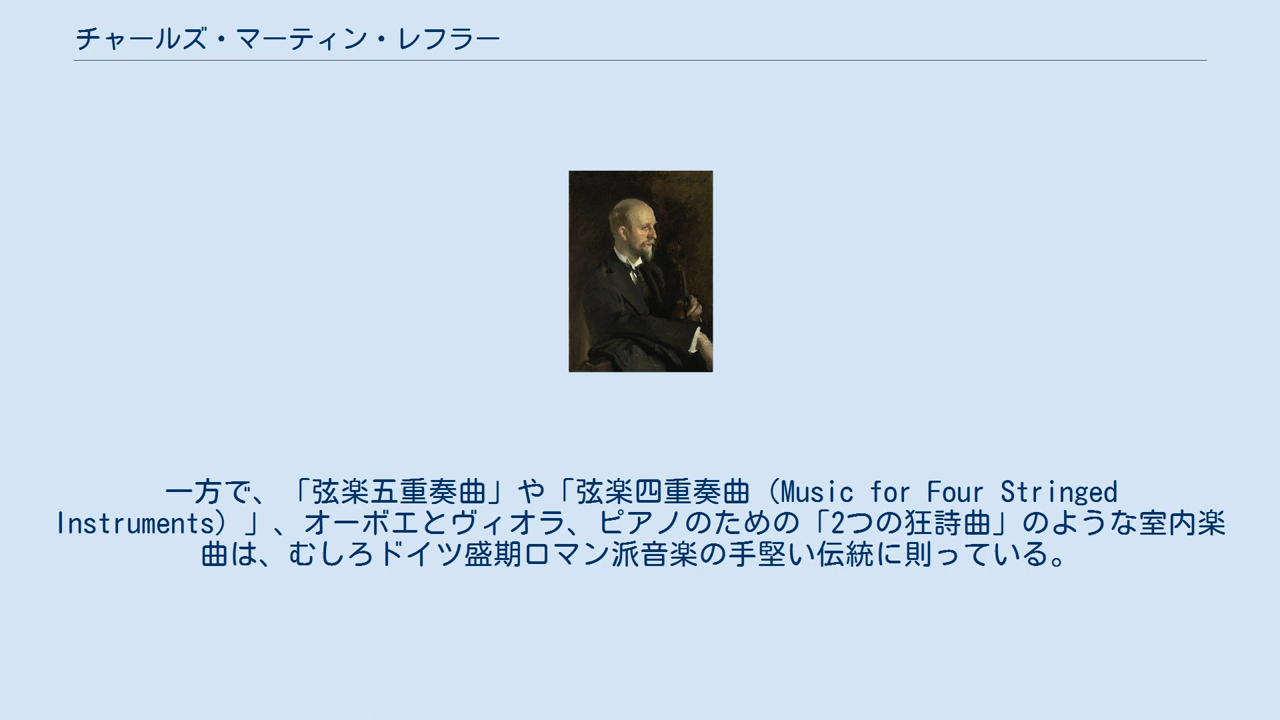 チャールズ・マーティン・レフラー
一方で、「弦楽五重奏曲」や「弦楽四重奏曲（Music for Four Stringed
Instruments）」、オーボエとヴィオラ、ピアノのための「2つの狂詩曲」のような室内楽
曲は、むしろドイツ盛期ロマン派音楽の手堅い伝統に則っている。